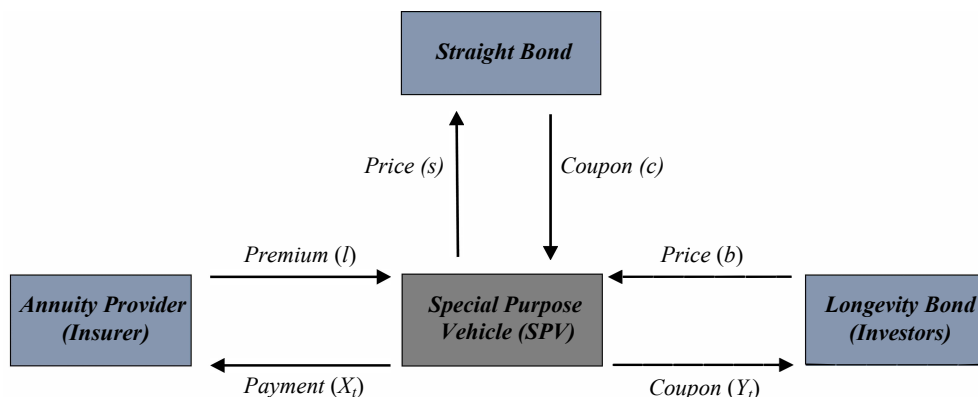 Straight Bond
Price (s)
Coupon (c)
Premium (l)
Price (b)
Annuity Provider
(Insurer)
Special Purpose
Vehicle (SPV)
Longevity Bond
(Investors)
Payment (Xt)
Coupon (Yt)